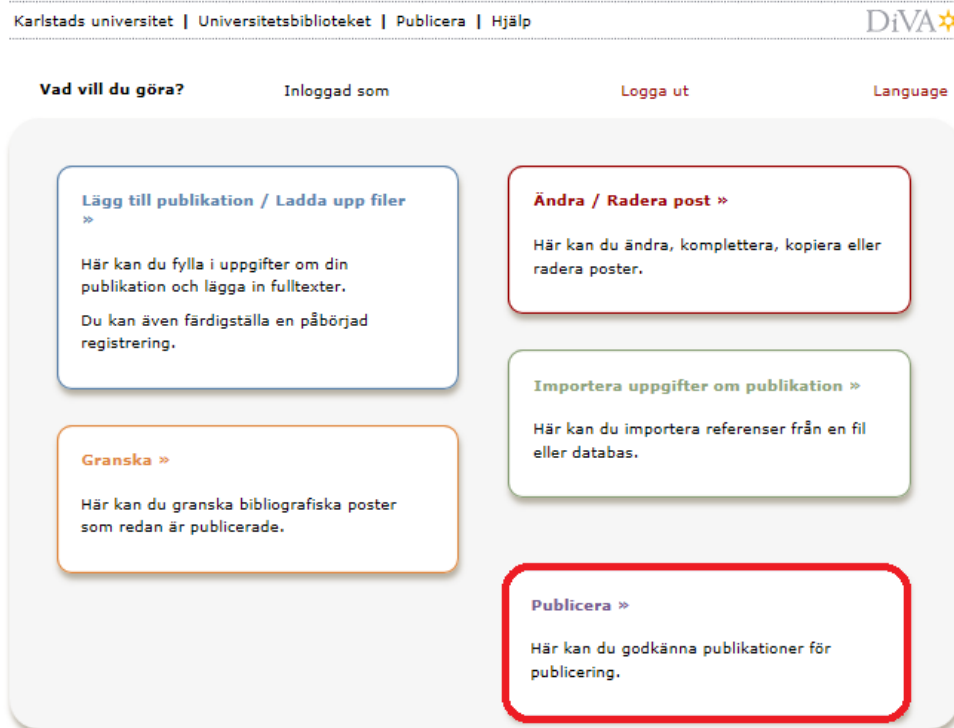 Karlstads universitet | Universitetsbiblioteket | Publicera | Hjälp
DiVA
Vad vill du göra?
Inloggad som
Logga ut
Language
Lägg till publikation / Ladda upp filer
»
Här kan du fylla i uppgifter om din
publikation och lägga in fulltexter.
Du kan även färdigställa en påbörjad
registrering.
Ändra / Radera post »
Här kan du ändra, komplettera, kopiera eller
radera poster.
Importera uppgifter om publikation »
Här kan du importera referenser från en fil
eller databas.
Granska »
Här kan du granska bibliografiska poster
som redan är publicerade.
Publicera »
Här kan du godkänna publikationer för
publicering.